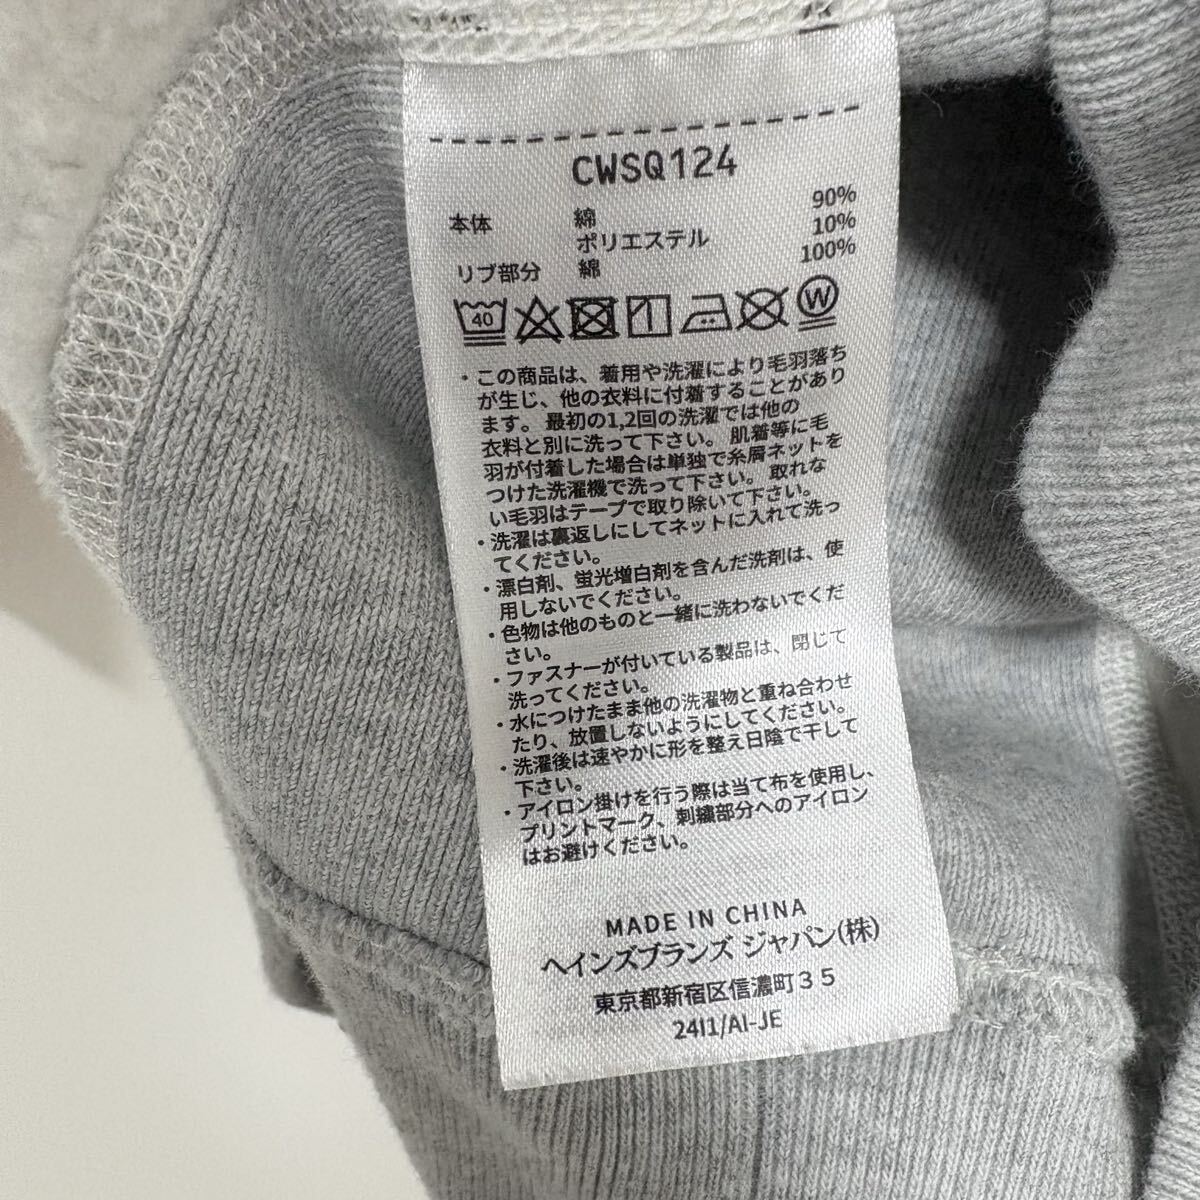 CWSQ124
本体 綿 90%
ポリエステル 10%
リブ部分 綿 100%
40 W
・この商品は、着用や洗濯により毛羽落ち
が生じ、他の衣料に付着することがあり
ます。最初の1,2回の洗濯では他の
衣料と別に洗って下さい。肌着等に毛
羽が付着した場合は単独で糸屑ネットを
つけた洗濯機で洗って下さい。取れな
い毛羽はテープで取り除いて下さい。
・洗濯は裏返しにしてネットに入れて洗っ
てください。
・漂白剤、蛍光増白剤を含んだ洗剤は、使
用しないでください。
・色物は他のものと一緒に洗わないでくだ
さい。
・ファスナーが付いている製品は、閉じて
洗ってください。
・水につけたまま他の洗濯物と重ね合わせ
たり、放置しないようにしてください。
・洗濯後は速やかに形を整え日陰で干して
下さい。
・アイロン掛けを行う際は当て布を使用し、
プリントマーク、刺繍部分へのアイロン
はお避けください。
MADE IN CHINA
ヘインズブランズ ジャパン(株)
東京都新宿区信濃町35
24I1/AI-JE